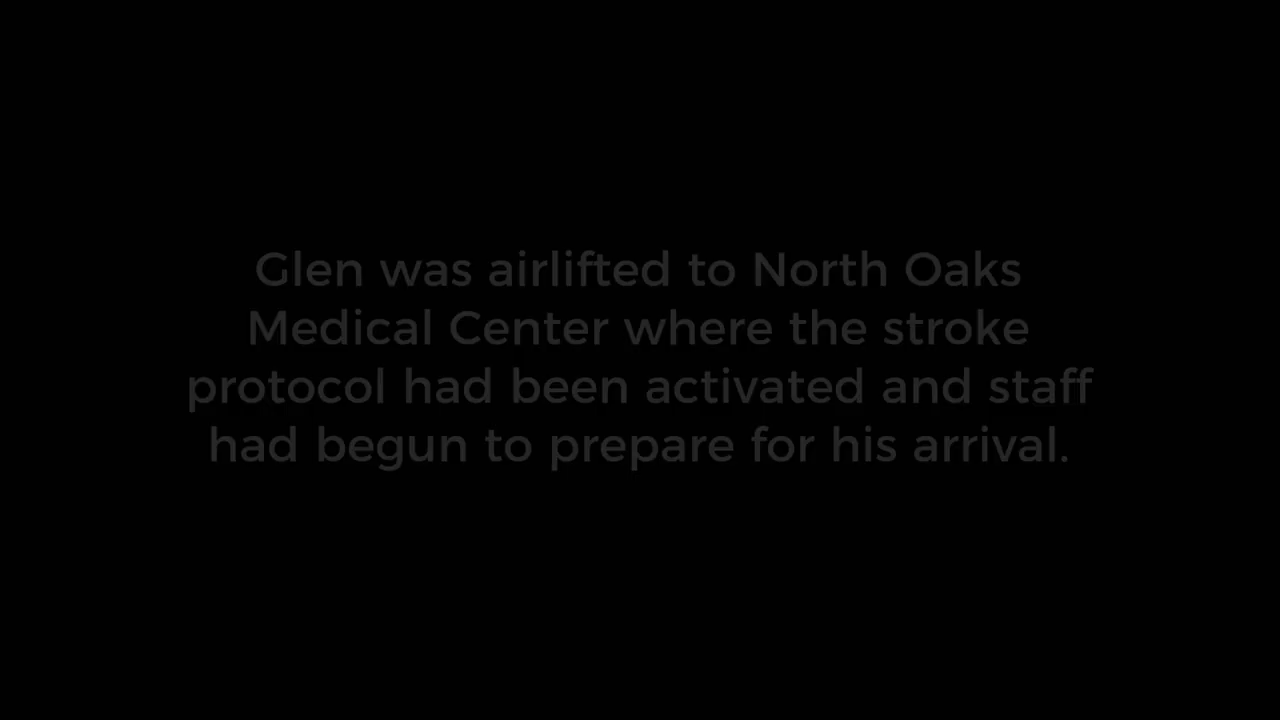 Glen was airlifted to North Oaks
Medical Center where the stroke
protocol had been activated and staff
had begun to prepare for his arrival.